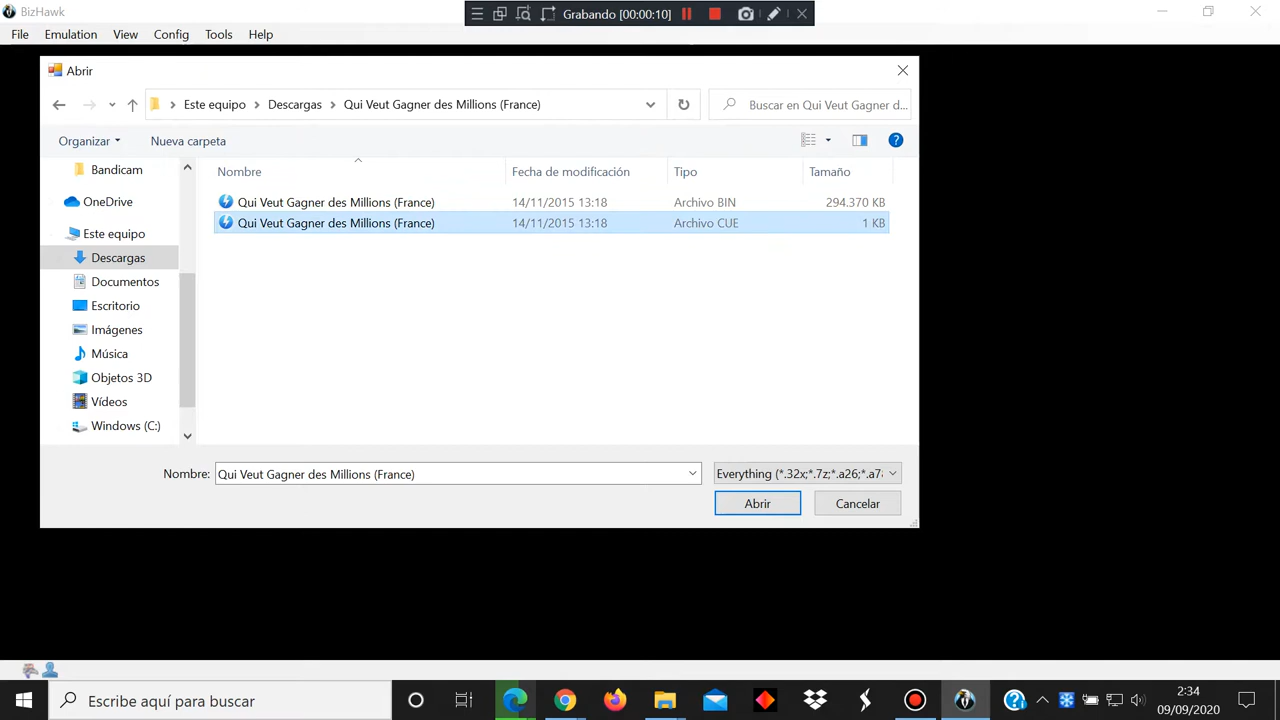 BizHawk
Grabando [00:00:10]
File Emulation View Config Tools Help
Abrir
Este equipo Descargas Qui Veut Gagner des Millions (France)
Buscar en Qui Veut Gagner d...
Organizar Nueva carpeta
Nombre Fecha de modificación Tipo Tamaño
Qui Veut Gagner des Millions (France) 14/11/2015 13:18 Archivo BIN 294.370 KB
Qui Veut Gagner des Millions (France) 14/11/2015 13:18 Archivo CUE 1 KB
Bandicam
OneDrive
Este equipo
Descargas
Documentos
Escritorio
Imágenes
Música
Objetos 3D
Vídeos
Windows (C:)
Nombre: Qui Veut Gagner des Millions (France)
Everything (*.32x;*.7z;*.a26;*.a7
Abrir Cancelar
Escribe aquí para buscar
2:34
09/09/2020